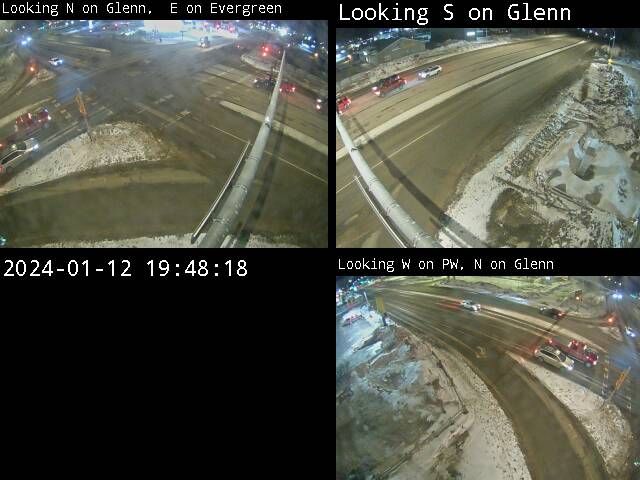 Looking N on Glenn, E on Evergreen
Looking S on Glenn
2024-01-12 19:48:18
Looking W on PW, N on Glenn